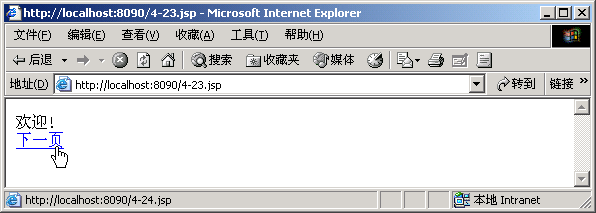 http://localhost:8090/4-23.jsp - Microsoft Internet Explorer
文件(F) 编辑(E) 查看(V) 收藏(A) 工具(T) 帮助(H)
后退 搜索 收藏夹 媒体
地址(D) http://localhost:8090/4-23.jsp 转到 链接 »
欢迎!
下一页
http://localhost:8090/4-24.jsp 本地 Intranet